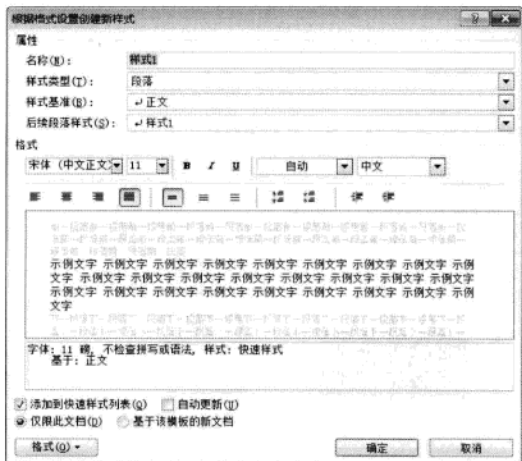 根据格式设置创建新样式
属性
名称(N): 样式1
样式类型(T): 段落
样式基准(B): ↵正文
后续段落样式(S): ↵样式1
格式
宋体 (中文正文) 11 B I U 自动 中文
示例文字 示例文字 示例文字 示例文字 示例文字 示例文字 示例文字 示例
文字 示例文字 示例文字 示例文字 示例文字 示例文字 示例文字 示例文字
示例文字 示例文字 示例文字 示例文字 示例文字 示例文字 示例文字 示例
文字
字体: 11 磅, 不检查拼写或语法, 样式: 快速样式
基于: 正文
添加到快速样式列表(Q) 自动更新(U)
仅限此文档(D) 基于该模板的新文档
格式(O) 确定 取消